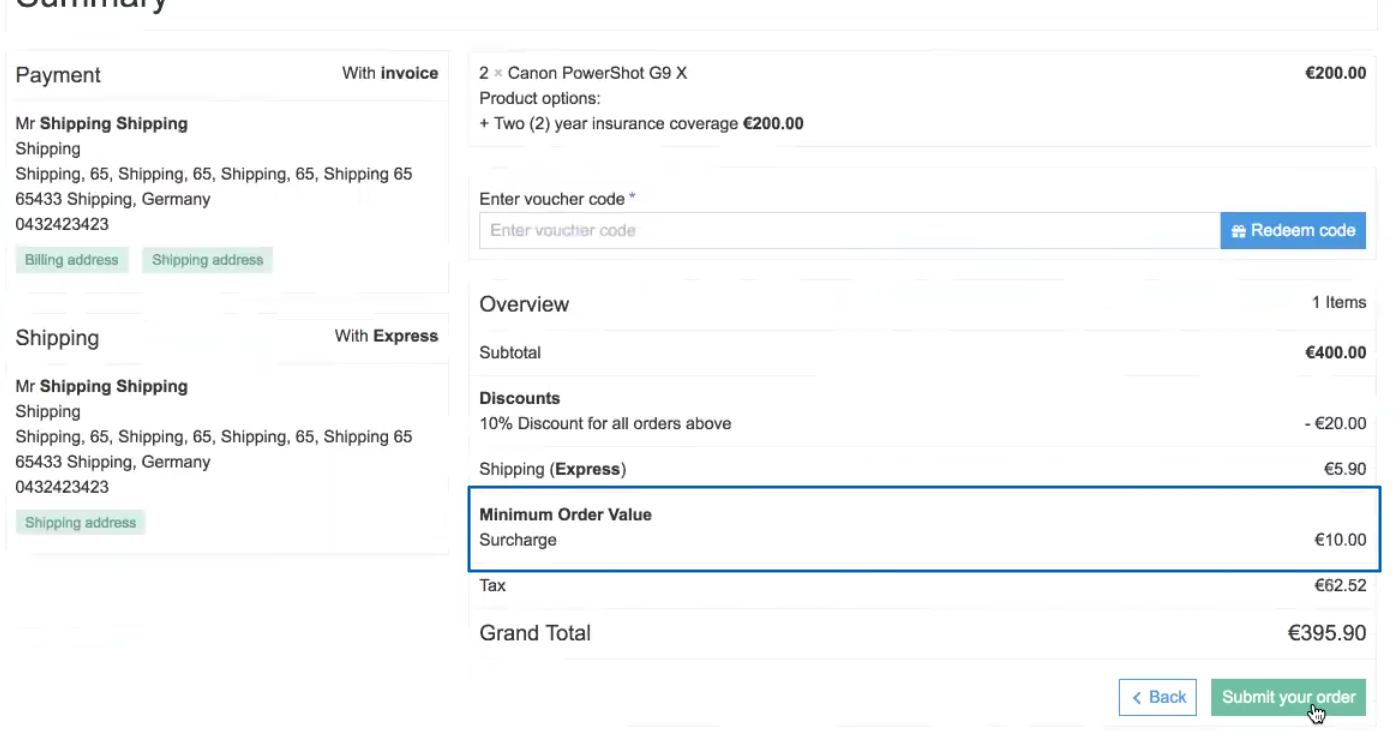 Summary
Payment With invoice
Mr Shipping Shipping
Shipping
Shipping, 65, Shipping, 65, Shipping, 65, Shipping 65
65433 Shipping, Germany
0432423423
Billing address Shipping address
Shipping With Express
Mr Shipping Shipping
Shipping
Shipping, 65, Shipping, 65, Shipping, 65, Shipping 65
65433 Shipping, Germany
0432423423
Shipping address
2 × Canon PowerShot G9 X €200.00
Product options:
+ Two (2) year insurance coverage €200.00
Enter voucher code *
Enter voucher code Redeem code
Overview 1 Items
Subtotal €400.00
Discounts
10% Discount for all orders above - €20.00
Shipping (Express) €5.90
Minimum Order Value
Surcharge €10.00
Tax €62.52
Grand Total €395.90
Back Submit your order